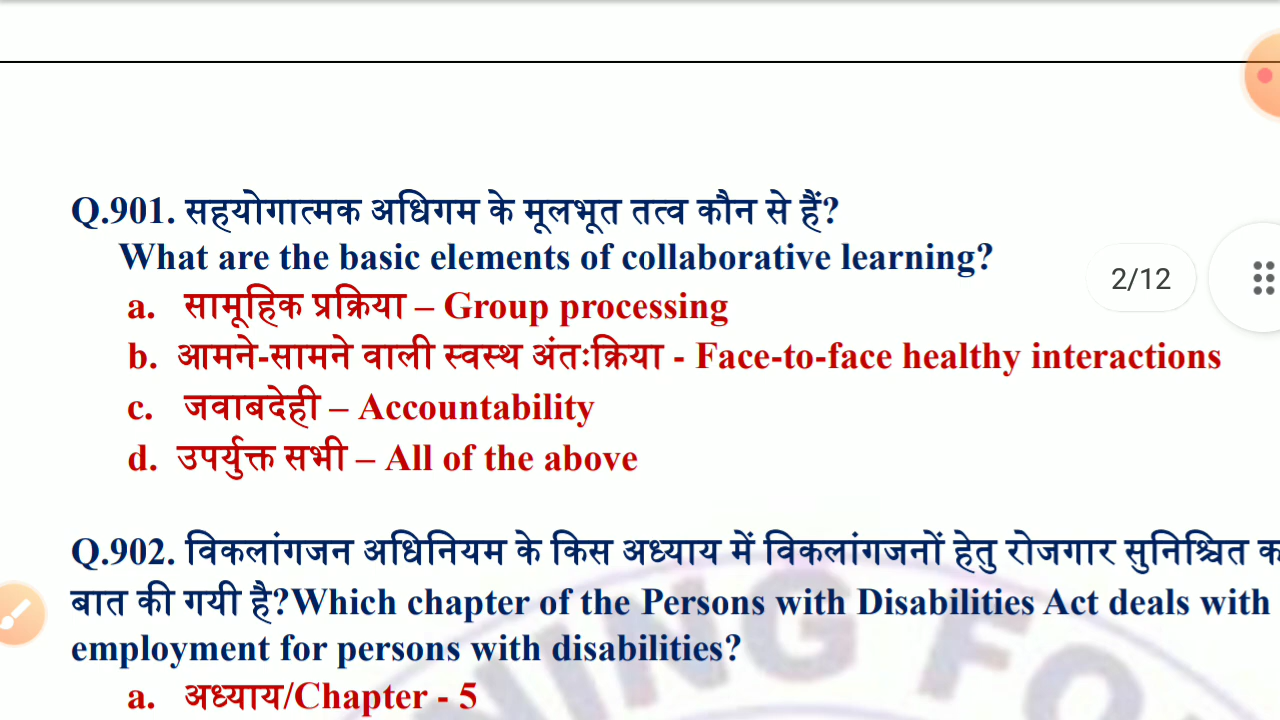 Q.901. सहयोगात्मक अधिगम के मूलभूत तत्व कौन से हैं?
What are the basic elements of collaborative learning?
a. सामूहिक प्रक्रिया – Group processing
b. आमने-सामने वाली स्वस्थ अंतःक्रिया - Face-to-face healthy interactions
c. जवाबदेही – Accountability
d. उपर्युक्त सभी – All of the above
2/12
Q.902. विकलांगजन अधिनियम के किस अध्याय में विकलांगजनों हेतु रोजगार सुनिश्चित
बात की गयी है?Which chapter of the Persons with Disabilities Act deals with
employment for persons with disabilities?
a. अध्याय/Chapter - 5
NING FO